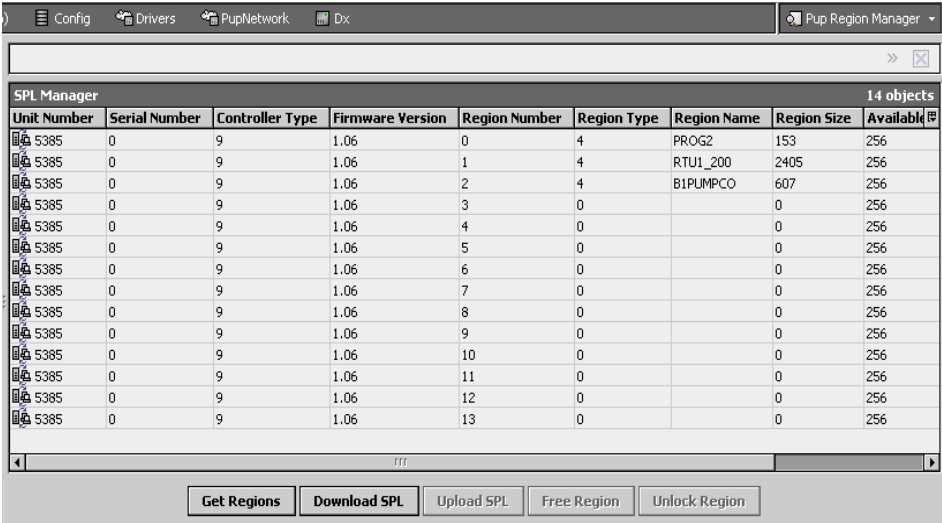 ) Config Drivers PupNetwork Dx Pup Region Manager
»
SPL Manager 14 objects
Unit Number Serial Number Controller Type Firmware Version Region Number Region Type Region Name Region Size Available
5385 0 9 1.06 0 4 PROG2 153 256
5385 0 9 1.06 1 4 RTU1_200 2405 256
5385 0 9 1.06 2 4 B1PUMPCO 607 256
5385 0 9 1.06 3 0 0 256
5385 0 9 1.06 4 0 0 256
5385 0 9 1.06 5 0 0 256
5385 0 9 1.06 6 0 0 256
5385 0 9 1.06 7 0 0 256
5385 0 9 1.06 8 0 0 256
5385 0 9 1.06 9 0 0 256
5385 0 9 1.06 10 0 0 256
5385 0 9 1.06 11 0 0 256
5385 0 9 1.06 12 0 0 256
5385 0 9 1.06 13 0 0 256
Get Regions Download SPL Upload SPL Free Region Unlock Region